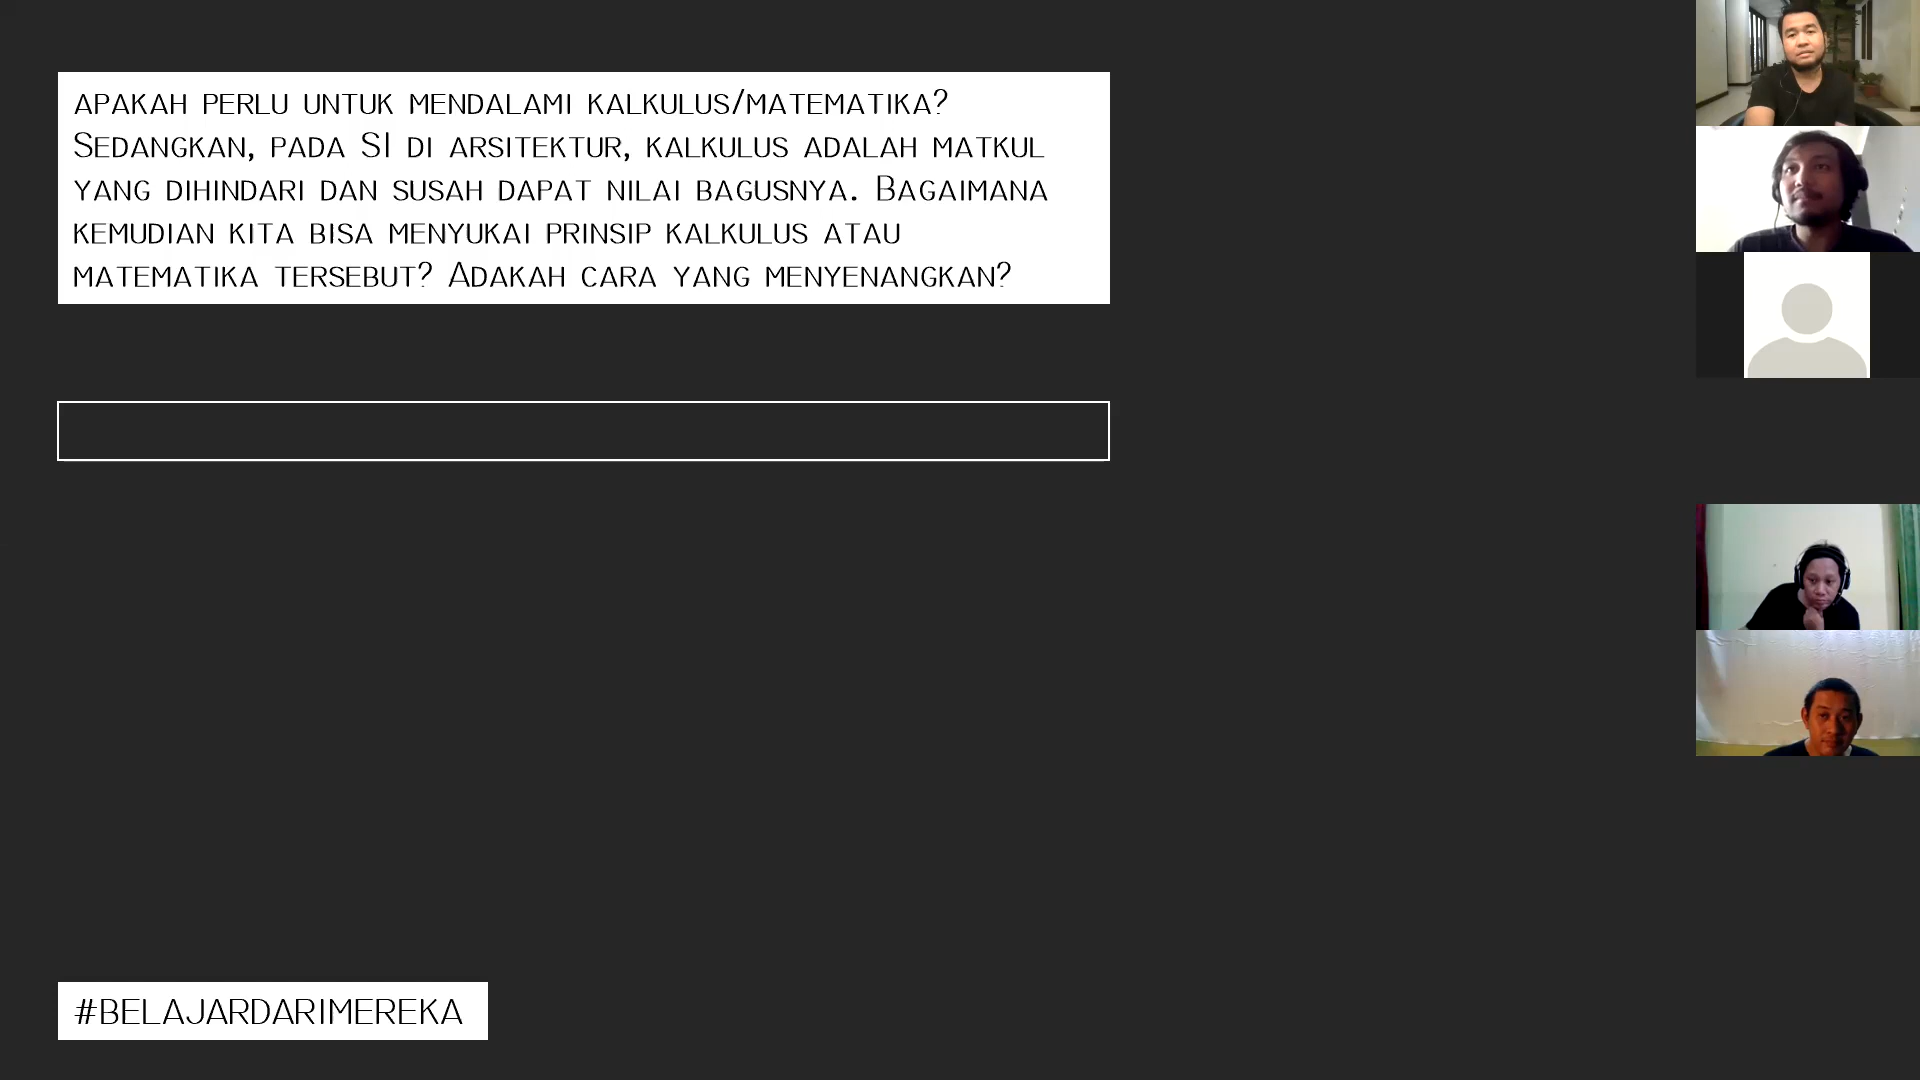 APAKAH PERLU UNTUK MENDALAMI KALKULUS/MATEMATIKA?
SEDANGKAN, PADA S1 DI ARSITEKTUR, KALKULUS ADALAH MATKUL
YANG DIHINDARI DAN SUSAH DAPAT NILAI BAGUSNYA. BAGAIMANA
KEMUDIAN KITA BISA MENYUKAI PRINSIP KALKULUS ATAU
MATEMATIKA TERSEBUT? ADAKAH CARA YANG MENYENANGKAN?
#BELAJARDARIMEREKA